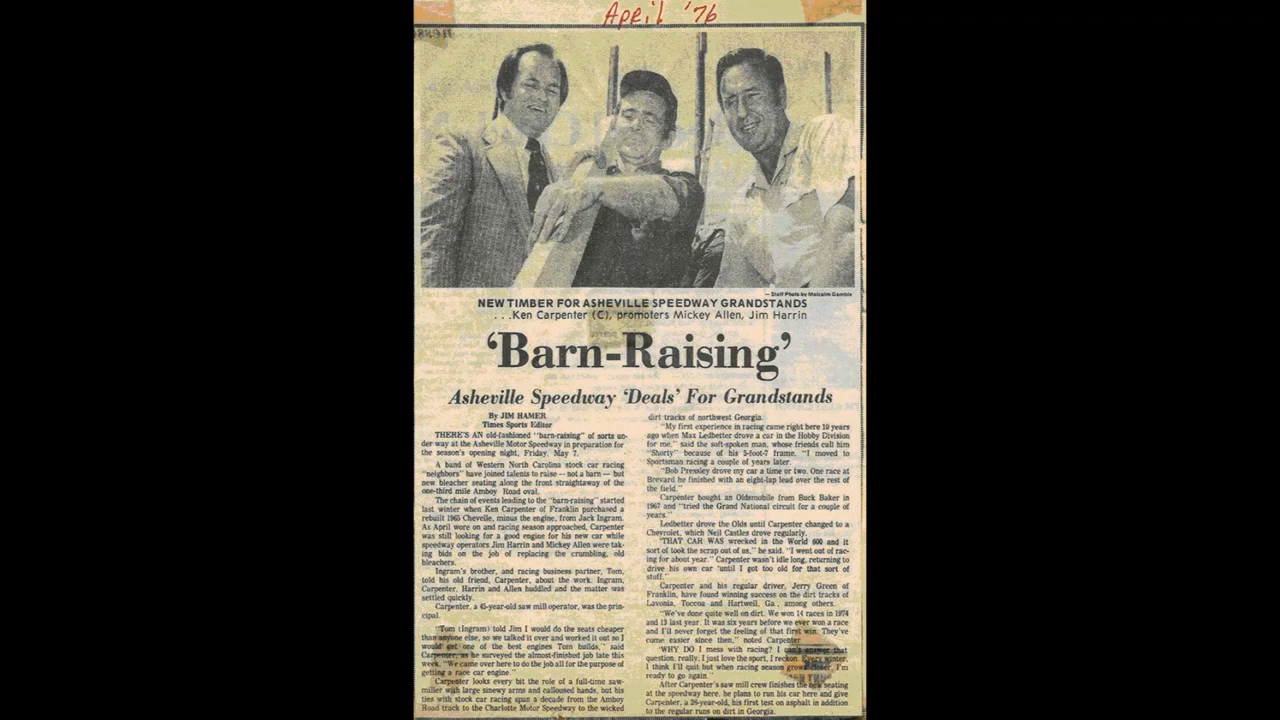 April '76
— Staff Photo by Malcolm Gamble
NEW TIMBER FOR ASHEVILLE SPEEDWAY GRANDSTANDS
. . .Ken Carpenter (C), promoters Mickey Allen, Jim Harrin
‘Barn-Raising’
Asheville Speedway ‘Deals’ For Grandstands
By JIM HAMER
Times Sports Editor
THERE'S AN old-fashioned "barn-raising" of sorts un-
der way at the Asheville Motor Speedway in preparation for
the season's opening night, Friday, May 7.
A band of Western North Carolina stock car racing
"neighbors" have joined talents to raise — not a barn — but
new bleacher seating along the front straightaway of the
one-third mile Amboy Road oval.
The chain of events leading to the "barn-raising" started
last winter when Ken Carpenter of Franklin purchased a
rebuilt 1965 Chevelle, minus the engine, from Jack Ingram.
As April wore on and racing season approached, Carpenter
was still looking for a good engine for his new car while
speedway operators Jim Harrin and Mickey Allen were tak-
ing bids on the job of replacing the crumbling, old
bleachers.
Ingram's brother, and racing business partner, Tom,
told his old friend, Carpenter, about the work. Ingram,
Carpenter, Harrin and Allen huddled and the matter was
settled quickly.
Carpenter, a 45-year-old saw mill operator, was the prin-
cipal.
"Tom (Ingram) told Jim I would do the seats cheaper
than anyone else, so we talked it over and worked it out so I
would get one of the best engines Tom builds," said
Carpenter, as he surveyed the almost-finished job late this
week. "We came over here to do the job all for the purpose of
getting a race car engine."
Carpenter looks every bit the role of a full-time saw-
miller with large sinewy arms and calloused hands, but his
ties with stock car racing span a decade from the Amboy
Road track to the Charlotte Motor Speedway to the wicked
dirt tracks of northwest Georgia.
"My first experience in racing came right here 10 years
ago when Max Ledbetter drove a car in the Hobby Division
for me," said the soft-spoken man, whose friends call him
"Shorty" because of his 5-foot-7 frame. "I moved to
Sportsman racing a couple of years later.
"Bob Pressley drove my car a time or two. One race at
Brevard he finished with an eight-lap lead over the rest of
the field."
Carpenter bought an Oldsmobile from Buck Baker in
1967 and "tried the Grand National circuit for a couple of
years."
Ledbetter drove the Olds until Carpenter changed to a
Chevrolet, which Neil Castles drove regularly.
"THAT CAR WAS wrecked in the World 600 and it
sort of took the scrap out of us," he said. "I went out of rac-
ing for about year." Carpenter wasn't idle long, returning to
drive his own car "until I got too old for that sort of
stuff."
Carpenter and his regular driver, Jerry Green of
Franklin, have found winning success on the dirt tracks of
Lavonia, Toccoa and Hartwell, Ga., among others.
"We've done quite well on dirt. We won 14 races in 1974
and 13 last year. It was six years before we ever won a race
and I'll never forget the feeling of that first win. They've
come easier since then," noted Carpenter
"WHY DO I mess with racing? I can't answer that
question, really. I just love the sport, I reckon. Every winter,
I think I'll quit but when racing season grows closer, I'm
ready to go again."
After Carpenter's saw mill crew finishes the new seating
at the speedway here, he plans to run his car here and give
Carpenter, a 26-year-old, his first test on asphalt in addition
to the regular runs on dirt in Georgia.